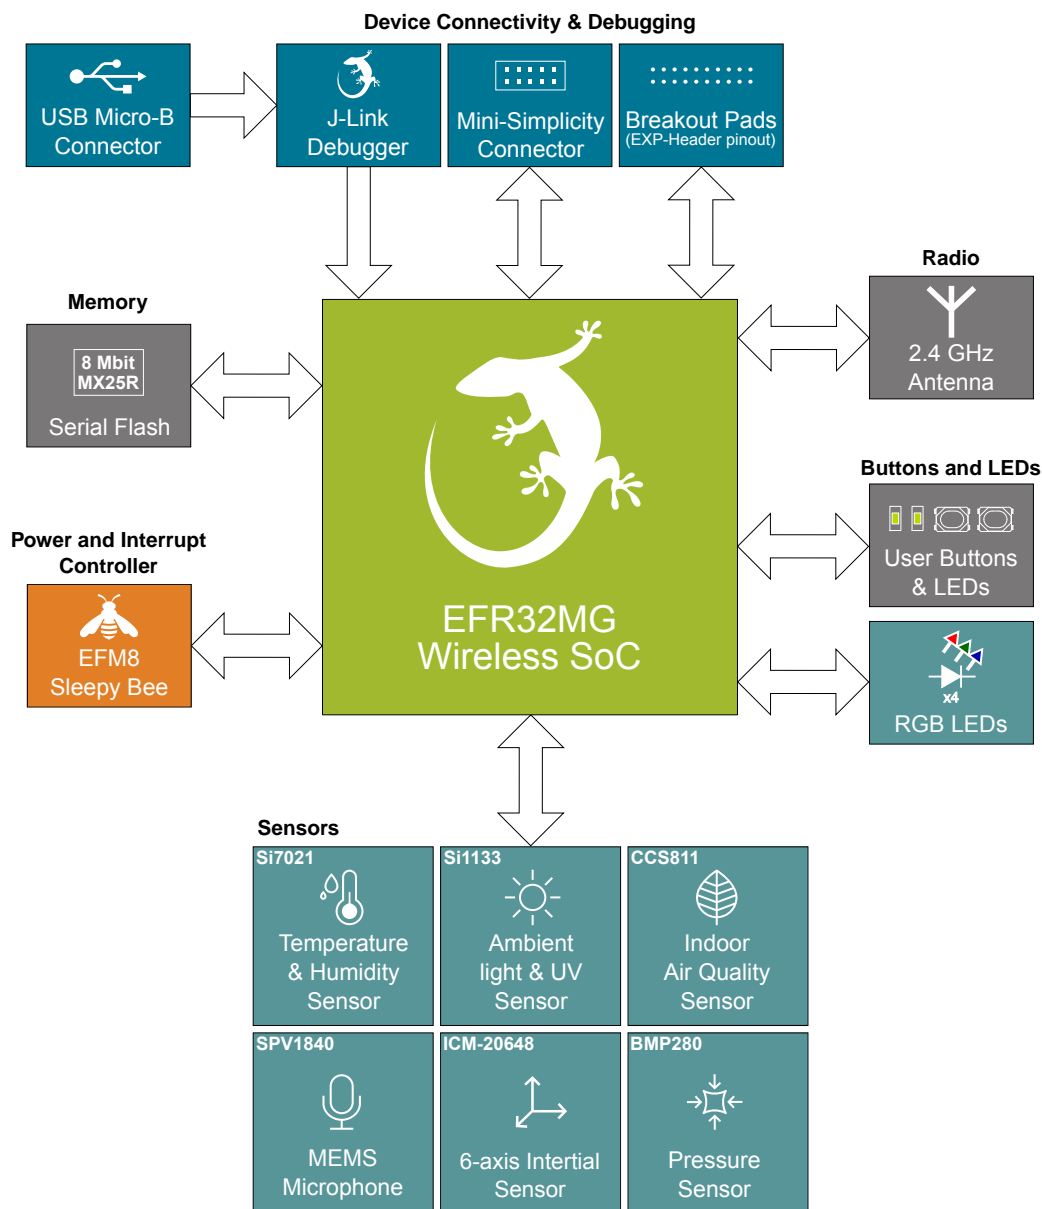 Device Connectivity & Debugging
USB Micro-B
Connector
J-Link
Debugger
Mini-Simplicity
Connector
Breakout Pads
(EXP-Header pinout)
Radio
2.4 GHz
Antenna
Memory
8 Mbit
MX25R
Serial Flash
Buttons and LEDs
User Buttons
& LEDs
Power and Interrupt
Controller
EFM8
Sleepy Bee
EFR32MG
Wireless SoC
x4
RGB LEDs
Sensors
Si7021
Temperature
& Humidity
Sensor
Si1133
Ambient
light & UV
Sensor
CCS811
Indoor
Air Quality
Sensor
SPV1840
MEMS
Microphone
ICM-20648
6-axis Intertial
Sensor
BMP280
Pressure
Sensor